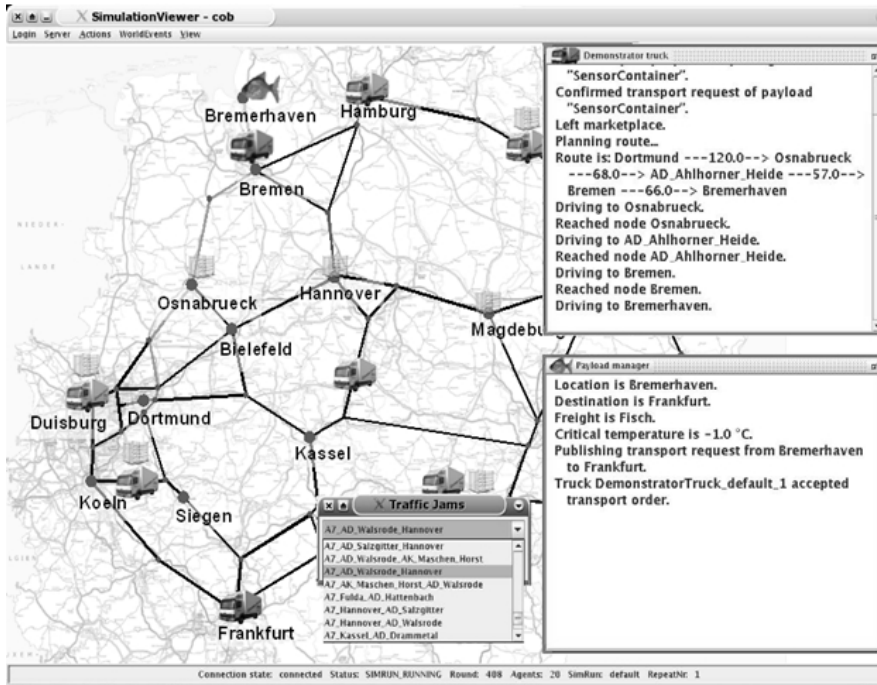 SimulationViewer - cob
Login Server Actions WorldEvents View
Bremerhaven
Hamburg
Bremen
Osnabrueck
Hannover
Bielefeld
Magdebu
Duisburg
Dortmund
Kassel
Koeln
Siegen
Frankfurt
Demonstrator truck
"SensorContainer".
Confirmed transport request of payload
"SensorContainer".
Left marketplace.
Planning route...
Route is: Dortmund ---120.0--> Osnabrueck
---68.0--> AD_Ahlhorner_Heide ---57.0--->
Bremen ---66.0--> Bremerhaven
Driving to Osnabrueck.
Reached node Osnabrueck.
Driving to AD_Ahlhorner_Heide.
Reached node AD_Ahlhorner_Heide.
Driving to Bremen.
Reached node Bremen.
Driving to Bremerhaven.
Payload manager
Location is Bremerhaven.
Destination is Frankfurt.
Freight is Fisch.
Critical temperature is -1.0 °C.
Publishing transport request from Bremerhaven
to Frankfurt.
Truck DemonstratorTruck_default_1 accepted
transport order.
Traffic Jams
A7_AD_Walsrode_Hannover
A7_AD_Salzgitter_Hannover
A7_AD_Walsrode_AK_Maschen_Horst
A7_AD_Walsrode_Hannover
A7_AK_Maschen_Horst_AD_Walsrode
A7_Fulda_AD_Hattenbach
A7_Hannover_AD_Salzgitter
A7_Hannover_AD_Walsrode
A7_Kassel_AD_Drammetal
Connection state: connected Status: SIMRUN_RUNNING Round: 408 Agents: 20 SimRun: default RepeatNr: 1